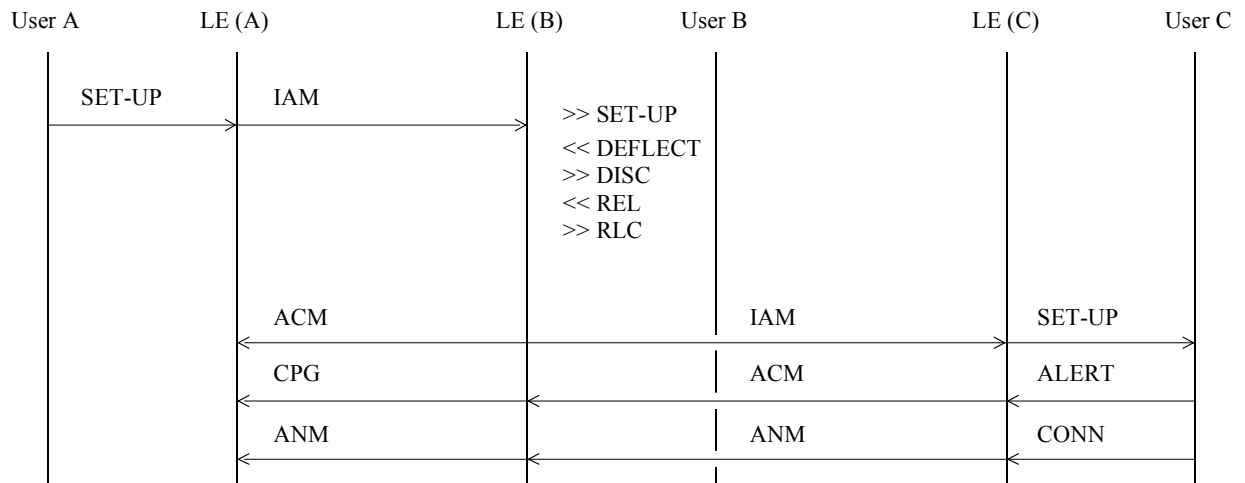 User A LE (A) LE (B) User B LE (C) User C
SET-UP IAM
>> SET-UP
<< DEFLECT
>> DISC
<< REL
>> RLC
ACM IAM SET-UP
CPG ACM ALERT
ANM ANM CONN